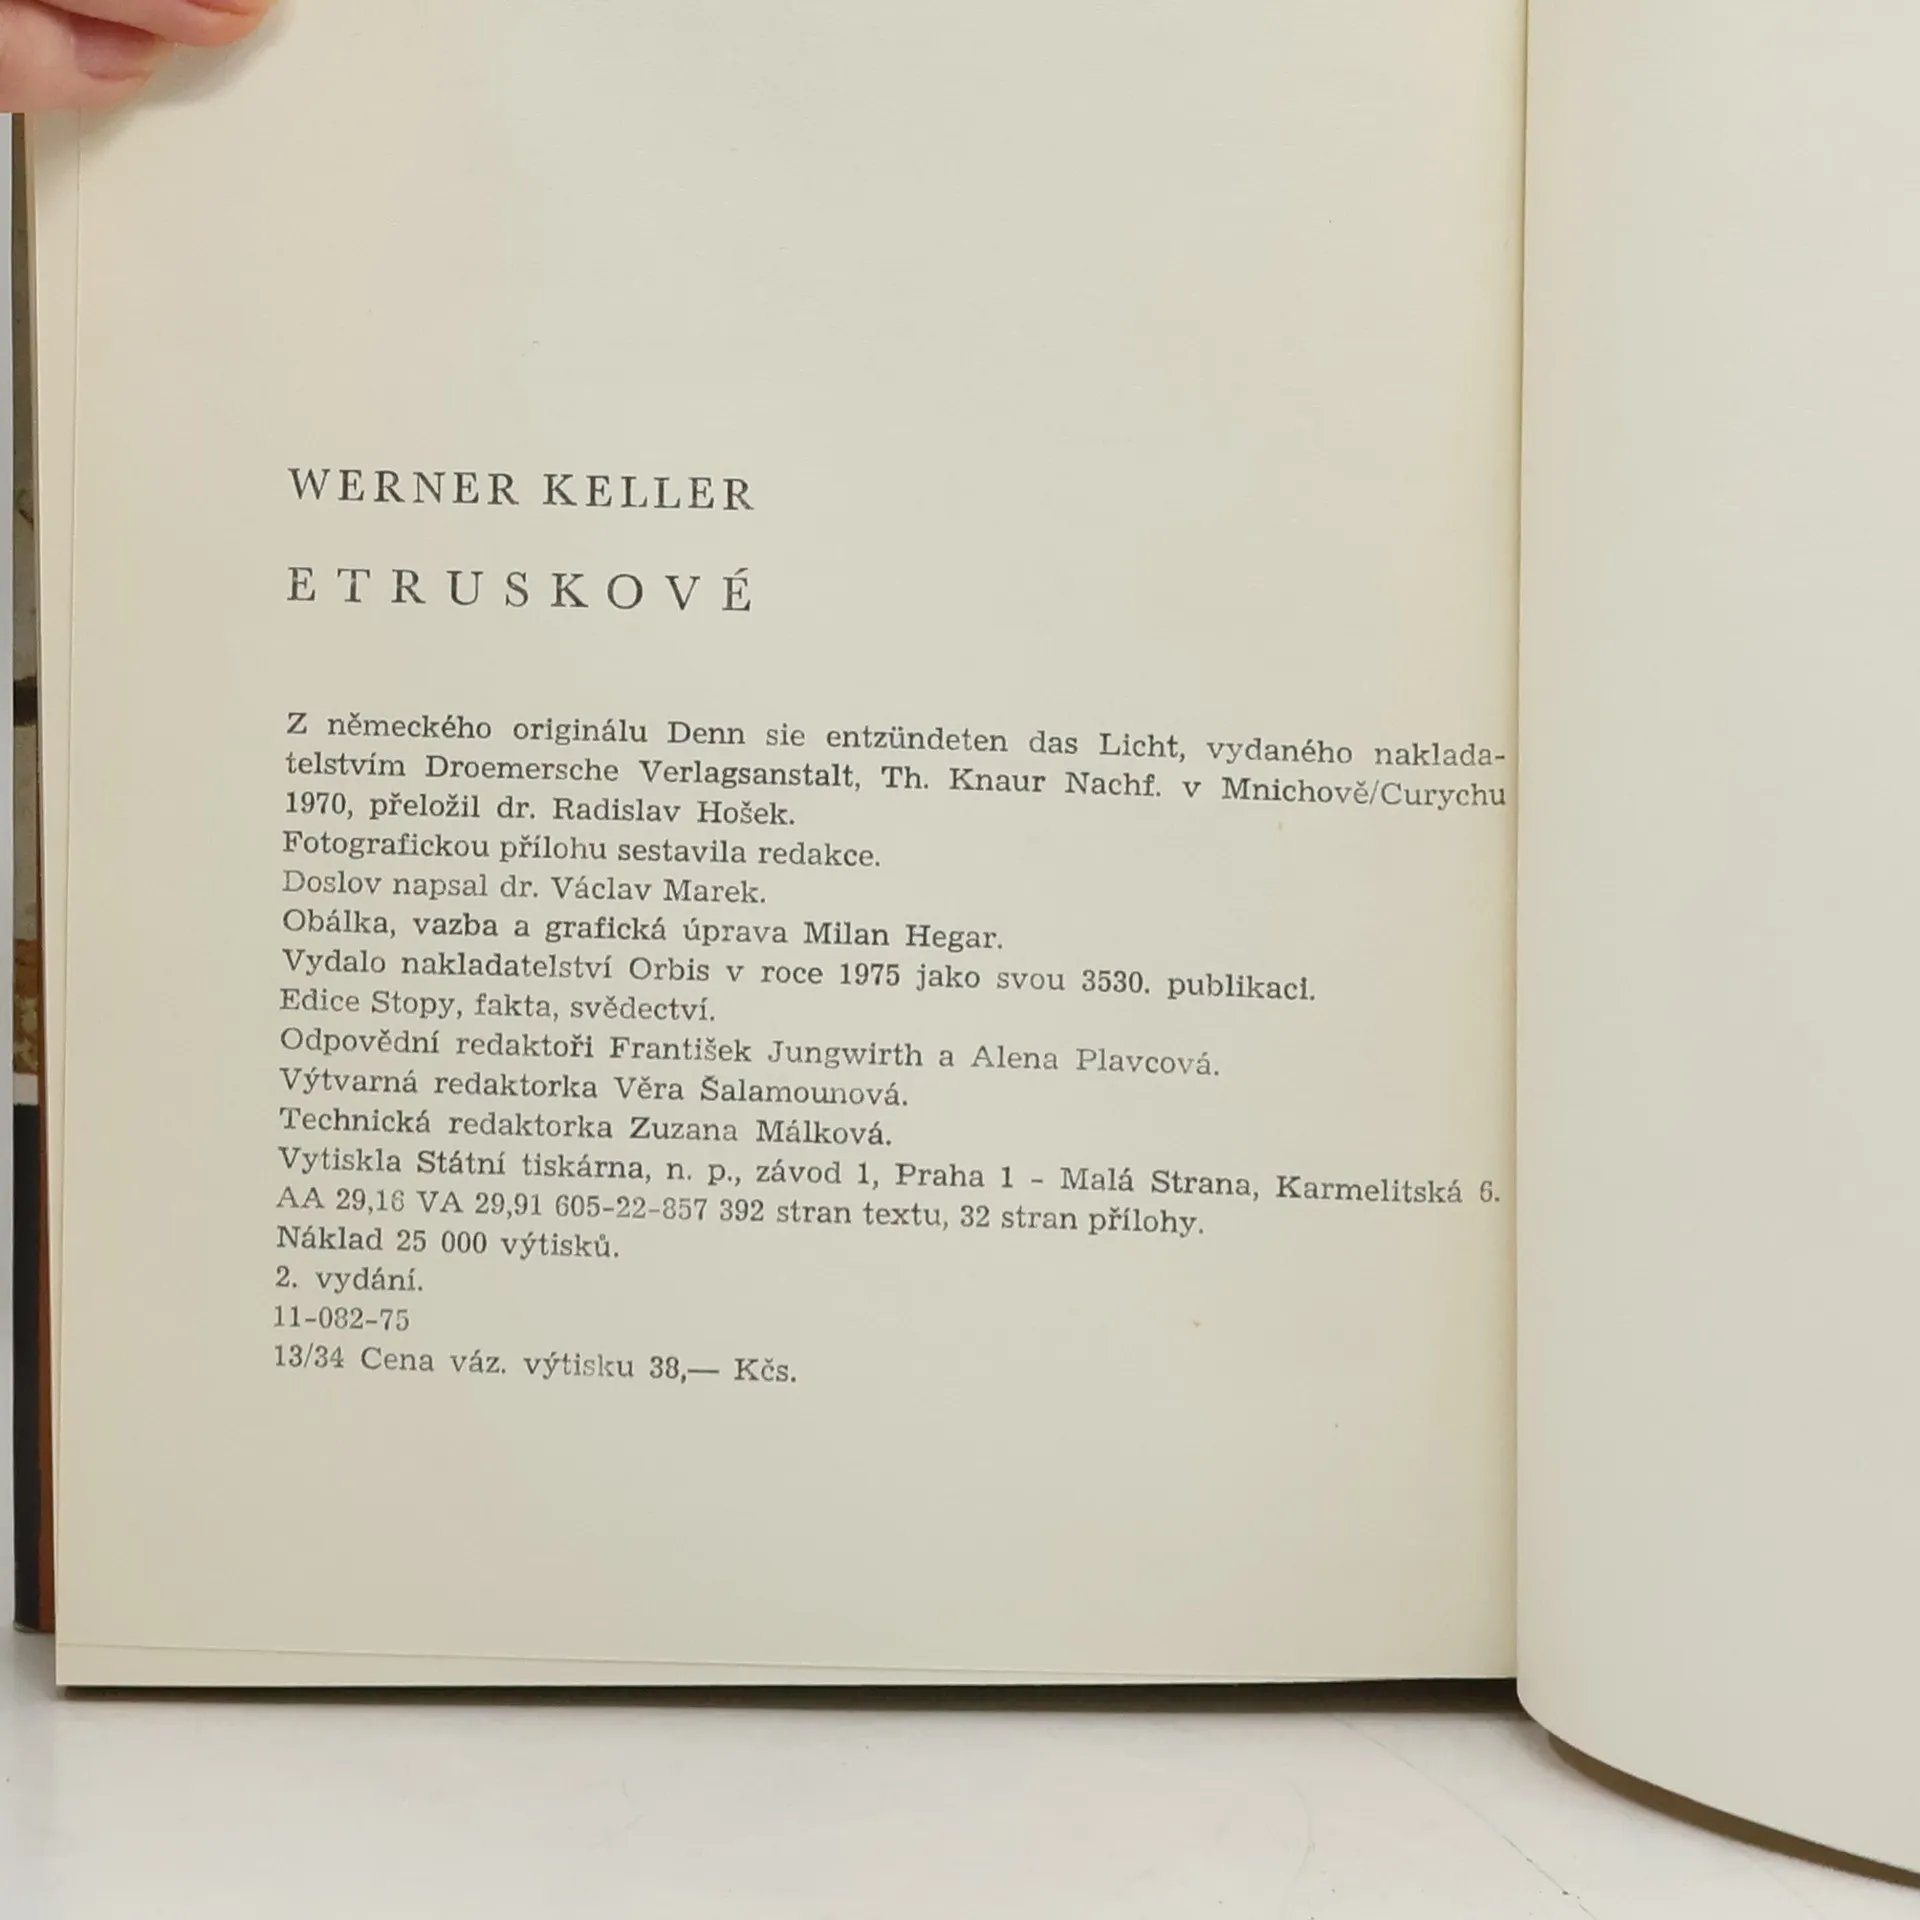 WERNER KELLER
ETRUSKOVÉ
Z německého originálu Denn sie entzündeten das Licht, vydaného naklada-
telstvím Droemersche Verlagsanstalt, Th. Knaur Nachf. v Mnichově/Curychu
1970, přeložil dr. Radislav Hošek.
Fotografickou přílohu sestavila redakce.
Doslov napsal dr. Václav Marek.
Obálka, vazba a grafická úprava Milan Hegar.
Vydalo nakladatelství Orbis v roce 1975 jako svou 3530. publikaci.
Edice Stopy, fakta, svědectví.
Odpovědní redaktoři František Jungwirth a Alena Plavcová.
Výtvarná redaktorka Věra Šalamounová.
Technická redaktorka Zuzana Málková.
Vytiskla Státní tiskárna, n. p., závod 1, Praha 1 - Malá Strana, Karmelitská 6.
AA 29,16 VA 29,91 605-22-857 392 stran textu, 32 stran přílohy.
Náklad 25 000 výtisků.
2. vydání.
11-082-75
13/34 Cena váz. výtisku 38,— Kčs.